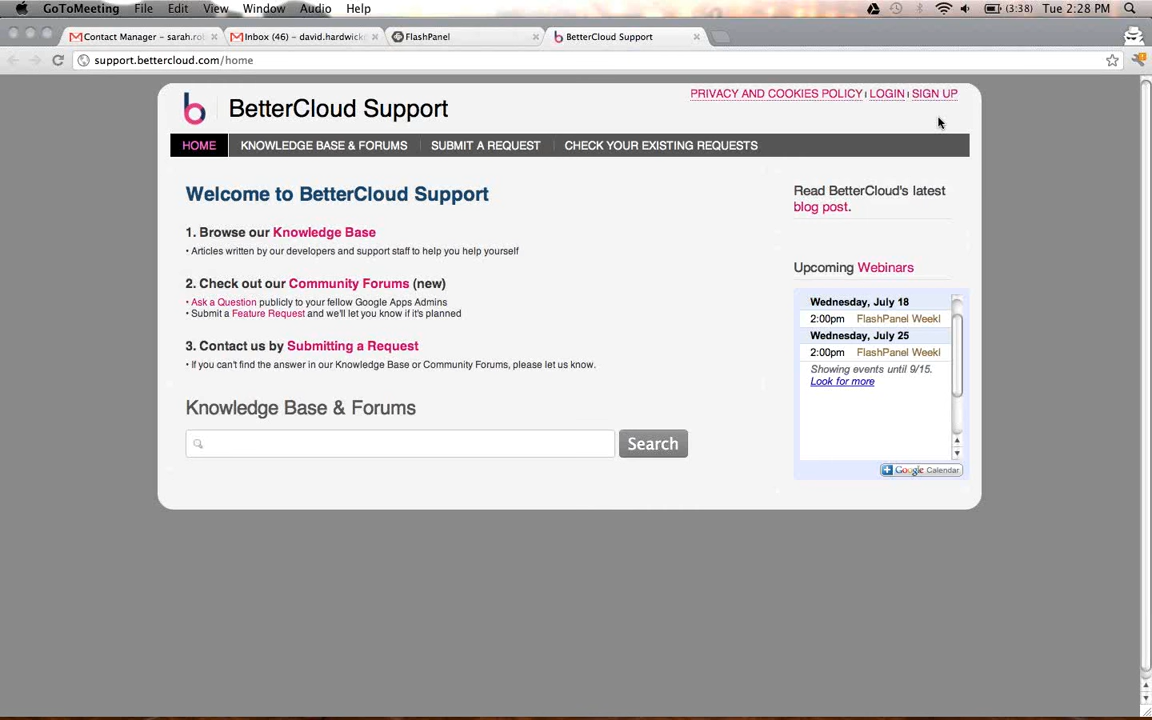 GoToMeeting File Edit View Window Audio Help (3:38) Tue 2:28 PM
Contact Manager – sarah.rol Inbox (46) – david.hardwick FlashPanel BetterCloud Support
support.bettercloud.com/home
PRIVACY AND COOKIES POLICY | LOGIN | SIGN UP
b BetterCloud Support
HOME KNOWLEDGE BASE & FORUMS SUBMIT A REQUEST CHECK YOUR EXISTING REQUESTS
Welcome to BetterCloud Support
1. Browse our Knowledge Base
• Articles written by our developers and support staff to help you help yourself
2. Check out our Community Forums (new)
• Ask a Question publicly to your fellow Google Apps Admins
• Submit a Feature Request and we'll let you know if it's planned
3. Contact us by Submitting a Request
• If you can't find the answer in our Knowledge Base or Community Forums, please let us know.
Knowledge Base & Forums
Search
Read BetterCloud's latest
blog post.
Upcoming Webinars
Wednesday, July 18
2:00pm FlashPanel Weekl
Wednesday, July 25
2:00pm FlashPanel Weekl
Showing events until 9/15.
Look for more
Google Calendar